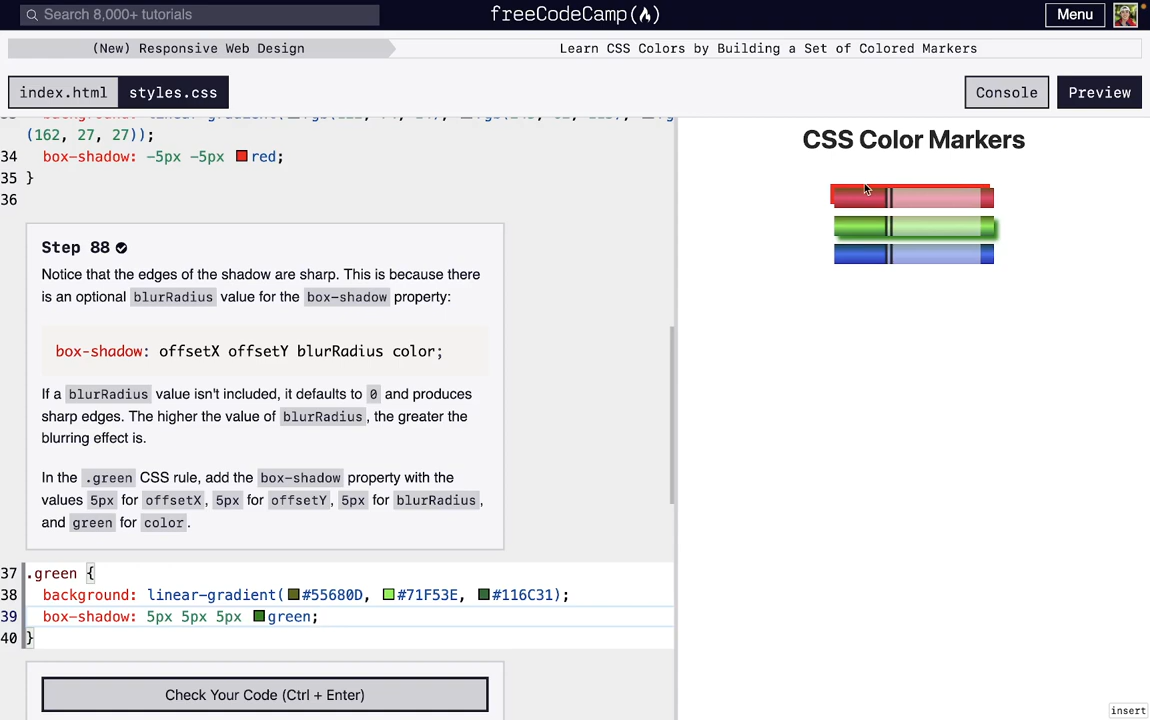 Search 8,000+ tutorials
freeCodeCamp(🔥)
Menu
(New) Responsive Web Design
Learn CSS Colors by Building a Set of Colored Markers
index.html
styles.css
Console
Preview
(162, 27, 27));
34 box-shadow: -5px -5px red;
35 }
36
Step 88
Notice that the edges of the shadow are sharp. This is because there
is an optional blurRadius value for the box-shadow property:
box-shadow: offsetX offsetY blurRadius color;
If a blurRadius value isn't included, it defaults to 0 and produces
sharp edges. The higher the value of blurRadius, the greater the
blurring effect is.
In the .green CSS rule, add the box-shadow property with the
values 5px for offsetX, 5px for offsetY, 5px for blurRadius,
and green for color.
37 .green {
38 background: linear-gradient(#55680D, #71F53E, #116C31);
39 box-shadow: 5px 5px 5px green;
40 }
Check Your Code (Ctrl + Enter)
CSS Color Markers
insert